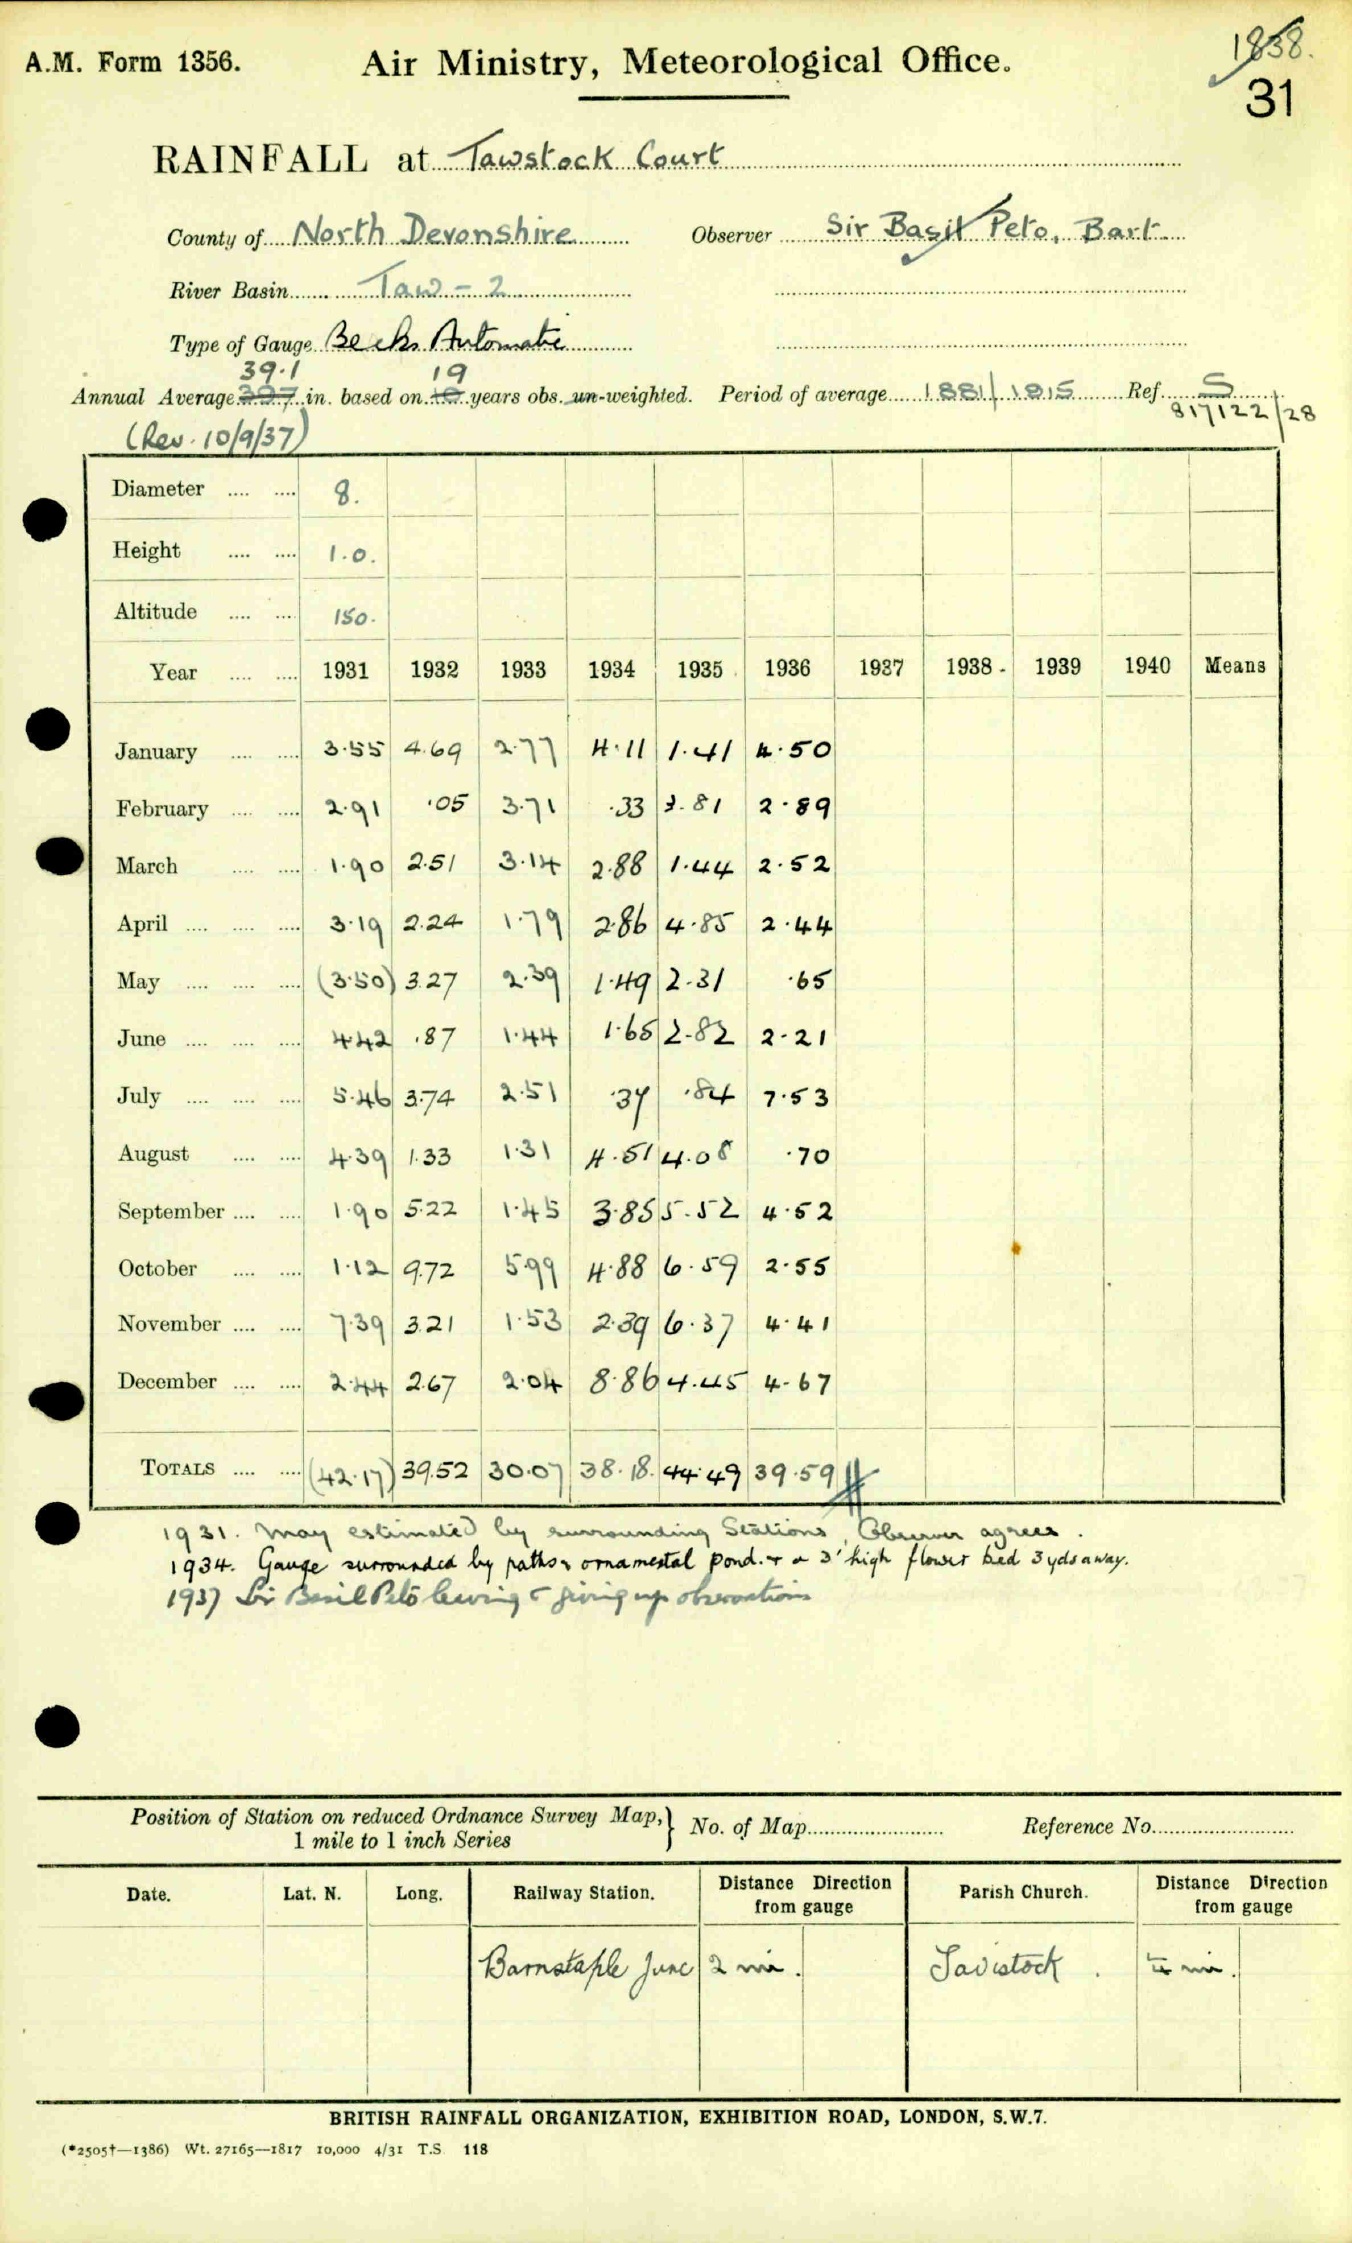 A.M. Form 1356.
Air Ministry, Meteorological Office.
1838.
31
RAINFALL at Tawstock Court
County of North Devonshire Observer Sir Basil Peto, Bart
River Basin Taw - 2
Type of Gauge Becks Automatic
39.1 19
Annual Average 39.7 in. based on 10 years obs. un-weighted. Period of average 1881/1915 Ref. S
817122/28
(Rev. 10/9/37)
Diameter .... .... 8.
Height .... .... 1.0.
Altitude .... .... 150.
Year .... .... 1931 1932 1933 1934 1935 1936 1937 1938 1939 1940 Means
January .... .... 3.55 4.69 2.77 4.11 1.41 4.50
February .... .... 2.91 .05 3.71 .33 3.81 2.89
March .... .... 1.90 2.51 3.14 2.88 1.44 2.52
April .... .... .... 3.19 2.24 1.79 2.86 4.85 2.44
May .... .... .... (3.50) 3.27 2.39 1.49 2.31 .65
June .... .... .... 4.42 .87 1.44 1.65 2.82 2.21
July .... .... .... 5.46 3.74 2.51 .37 .84 7.53
August .... .... 4.39 1.33 1.31 4.51 4.08 .70
September .... .... 1.90 5.22 1.45 3.85 5.52 4.52
October .... .... 1.12 9.72 5.99 4.88 6.59 2.55
November .... .... 7.39 3.21 1.53 2.39 6.37 4.41
December .... .... 2.44 2.67 2.04 8.86 4.45 4.67
TOTALS .... .... (42.17) 39.52 30.07 38.18. 44.49 39.59
1931. May estimated by surrounding Stations, Observer agrees.
1934. Gauge surrounded by paths & ornamental pond. + a 3' high flower bed 3 yds away.
1937 Sir Basil Peto leaving & giving up observations
Position of Station on reduced Ordnance Survey Map, } No. of Map Reference No.
1 mile to 1 inch Series
Date. Lat. N. Long. Railway Station. Distance Direction from gauge Parish Church. Distance Direction from gauge
Barnstaple Junc 2 mi. Tavistock. ¼ mi.
BRITISH RAINFALL ORGANIZATION, EXHIBITION ROAD, LONDON, S.W.7.
(*2505†—1386) Wt. 27165—1817 10,000 4/31 T.S. 118